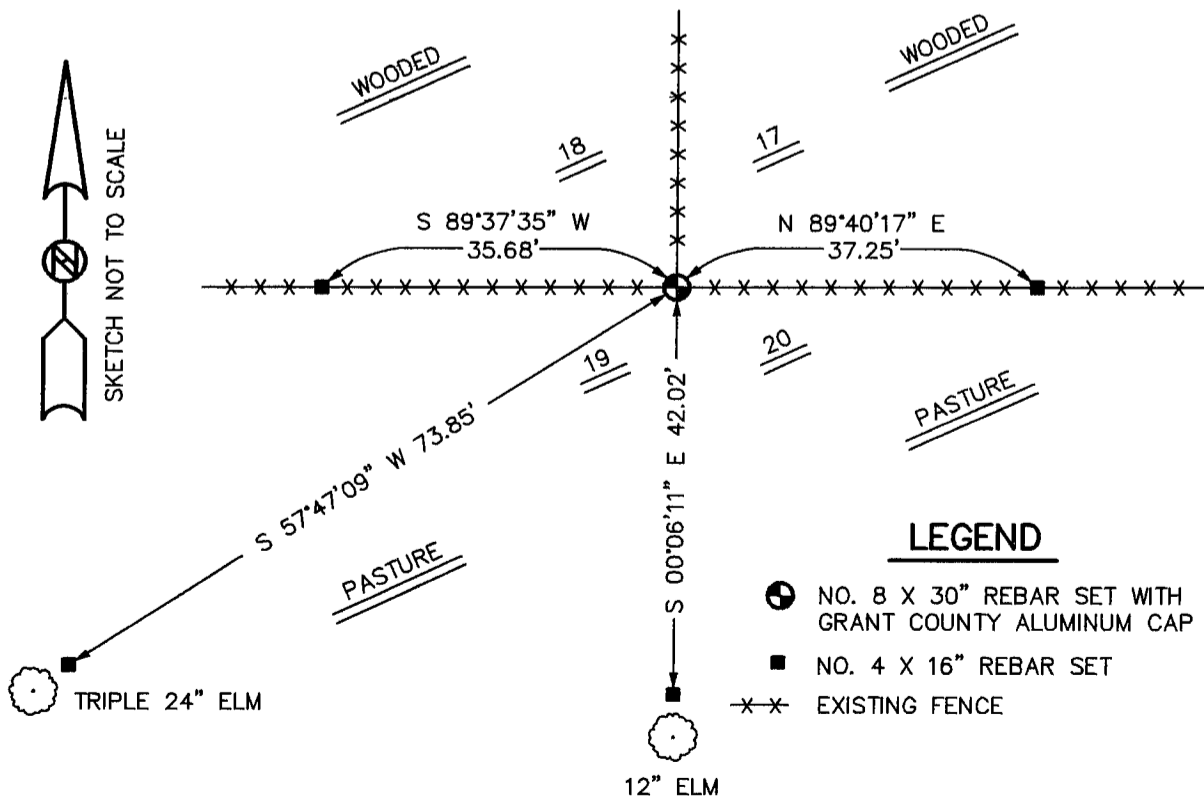 WOODED
WOODED
SKETCH NOT TO SCALE
N
18
17
S 89°37'35" W
35.68'
N 89°40'17" E
37.25'
19
20
S 57°47'09" W 73.85'
S 00°06'11" E 42.02'
PASTURE
PASTURE
LEGEND
NO. 8 X 30" REBAR SET WITH
GRANT COUNTY ALUMINUM CAP
NO. 4 X 16" REBAR SET
EXISTING FENCE
TRIPLE 24" ELM
12" ELM